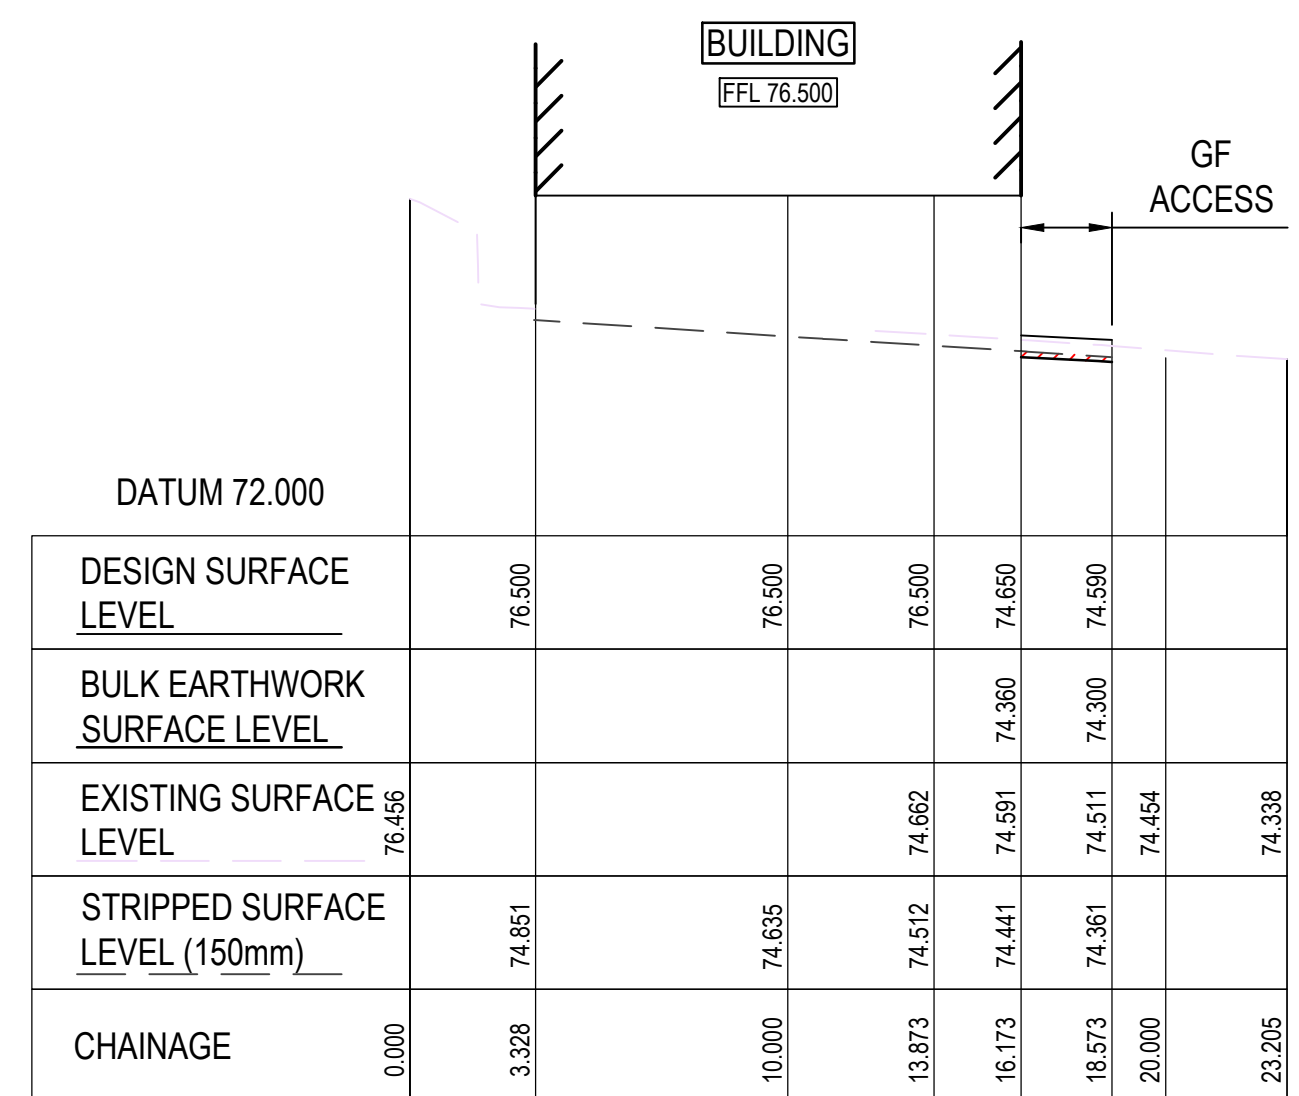 BUILDING
FFL 76.500
GF
ACCESS
DATUM 72.000
DESIGN SURFACE
LEVEL
76.500
76.500
76.500
74.650
74.590
BULK EARTHWORK
SURFACE LEVEL
74.360
74.300
EXISTING SURFACE
LEVEL
76.456
74.662
74.591
74.511
74.454
74.338
STRIPPED SURFACE
LEVEL (150mm)
74.851
74.635
74.512
74.441
74.361
CHAINAGE
0.000
3.328
10.000
13.873
16.173
18.573
20.000
23.205